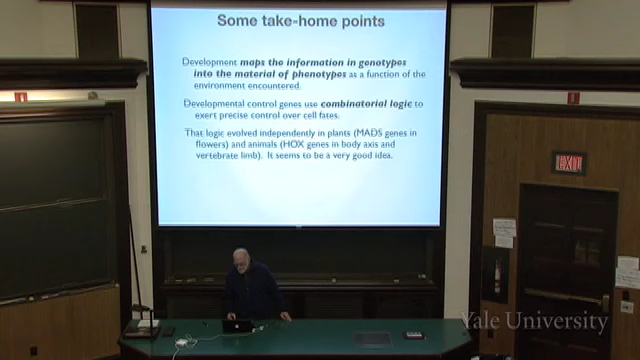 Some take-home points
Development maps the information in genotypes
into the material of phenotypes as a function of the
environment encountered.
Developmental control genes use combinatorial logic to
exert precise control over cell fates.
That logic evolved independently in plants (MADS genes in
flowers) and animals (HOX genes in body axis and
vertebrate limb). It seems to be a very good idea.
EXIT
Yale University